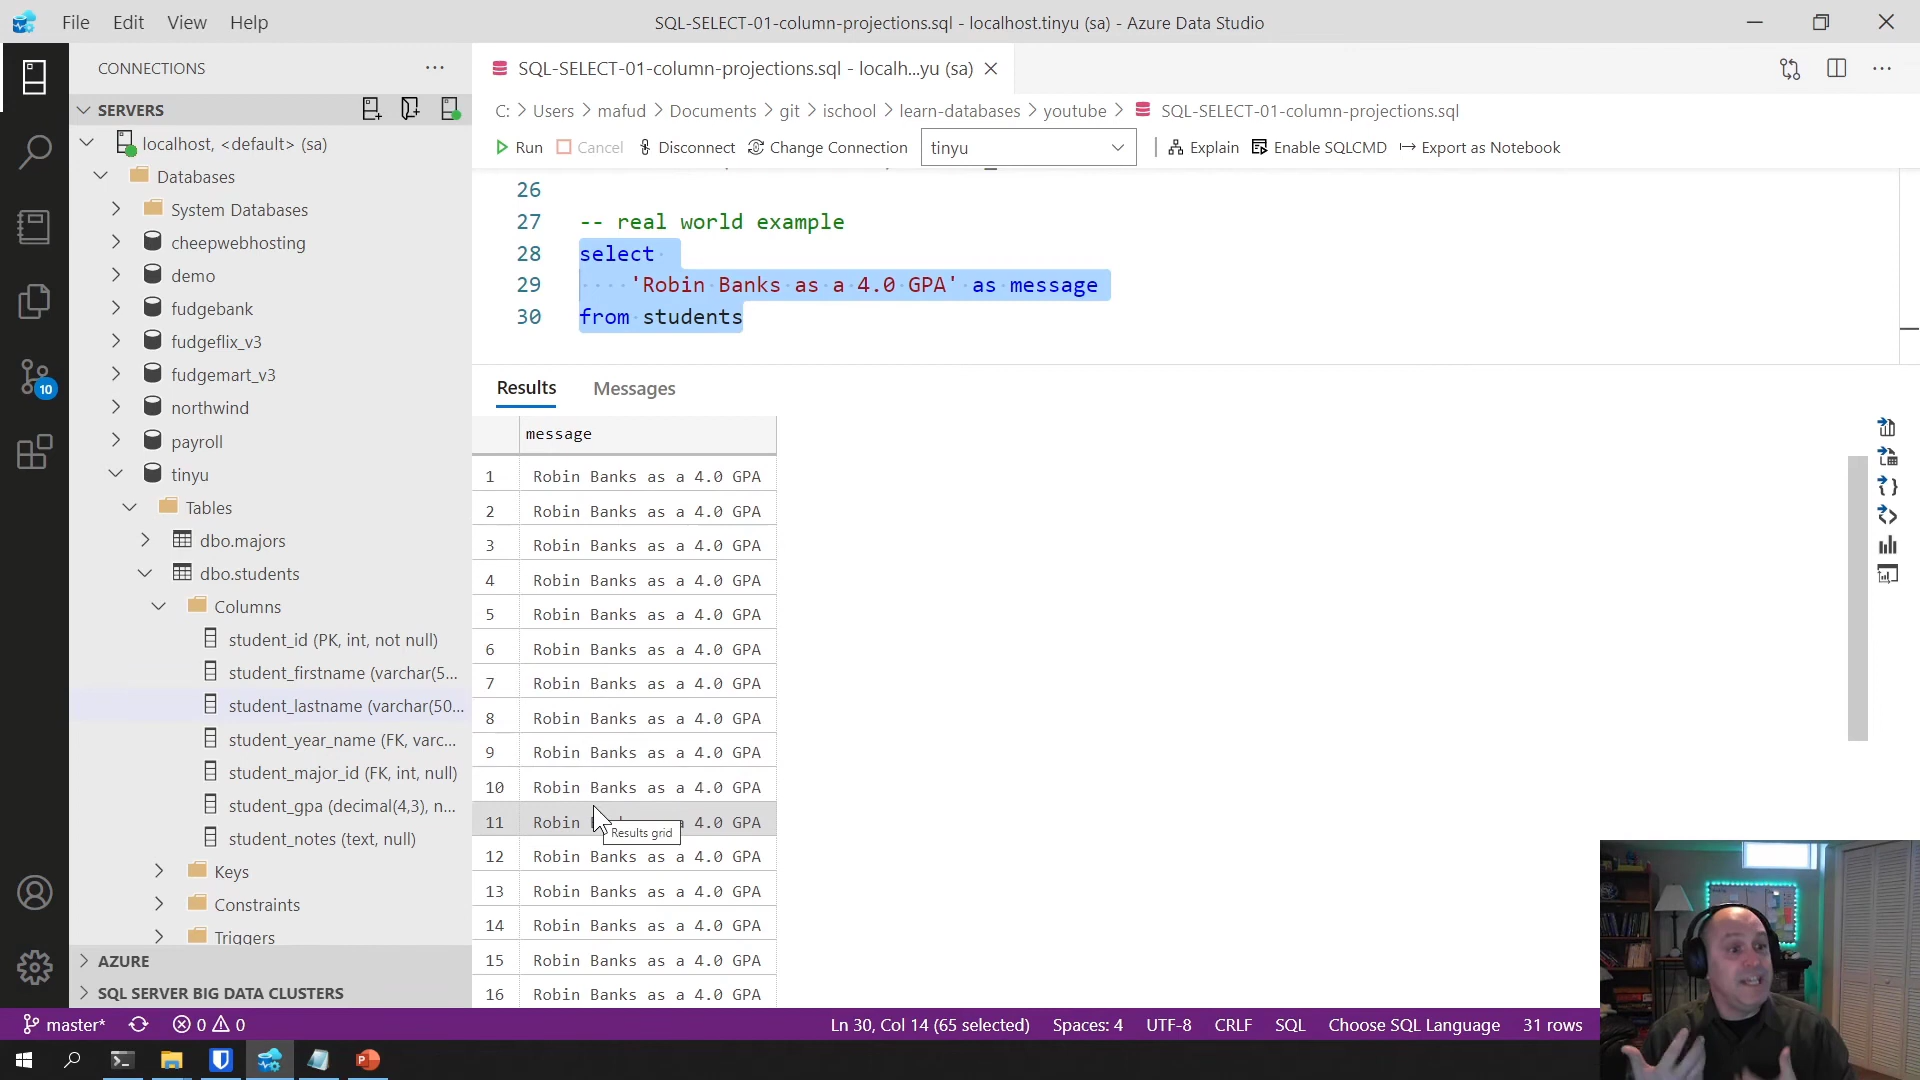 File Edit View Help
SQL-SELECT-01-column-projections.sql - localhost.tinyu (sa) - Azure Data Studio
CONNECTIONS
SERVERS
localhost, <default> (sa)
Databases
System Databases
cheepwebhosting
demo
fudgebank
fudgeflix_v3
fudgemart_v3
northwind
payroll
tinyu
Tables
dbo.majors
dbo.students
Columns
student_id (PK, int, not null)
student_firstname (varchar(5...
student_lastname (varchar(50...
student_year_name (FK, varc...
student_major_id (FK, int, null)
student_gpa (decimal(4,3), n...
student_notes (text, null)
Keys
Constraints
Triggers
AZURE
SQL SERVER BIG DATA CLUSTERS
10
SQL-SELECT-01-column-projections.sql - localh...yu (sa)
C: > Users > mafud > Documents > git > ischool > learn-databases > youtube > SQL-SELECT-01-column-projections.sql
Run Cancel Disconnect Change Connection tinyu Explain Enable SQLCMD Export as Notebook
26
27 -- real world example
28 select
29 'Robin Banks as a 4.0 GPA' as message
30 from students
Results Messages
message
1 Robin Banks as a 4.0 GPA
2 Robin Banks as a 4.0 GPA
3 Robin Banks as a 4.0 GPA
4 Robin Banks as a 4.0 GPA
5 Robin Banks as a 4.0 GPA
6 Robin Banks as a 4.0 GPA
7 Robin Banks as a 4.0 GPA
8 Robin Banks as a 4.0 GPA
9 Robin Banks as a 4.0 GPA
10 Robin Banks as a 4.0 GPA
11 Robin 4.0 GPA
Results grid
12 Robin Banks as a 4.0 GPA
13 Robin Banks as a 4.0 GPA
14 Robin Banks as a 4.0 GPA
15 Robin Banks as a 4.0 GPA
16 Robin Banks as a 4.0 GPA
master* 0 0 Ln 30, Col 14 (65 selected) Spaces: 4 UTF-8 CRLF SQL Choose SQL Language 31 rows